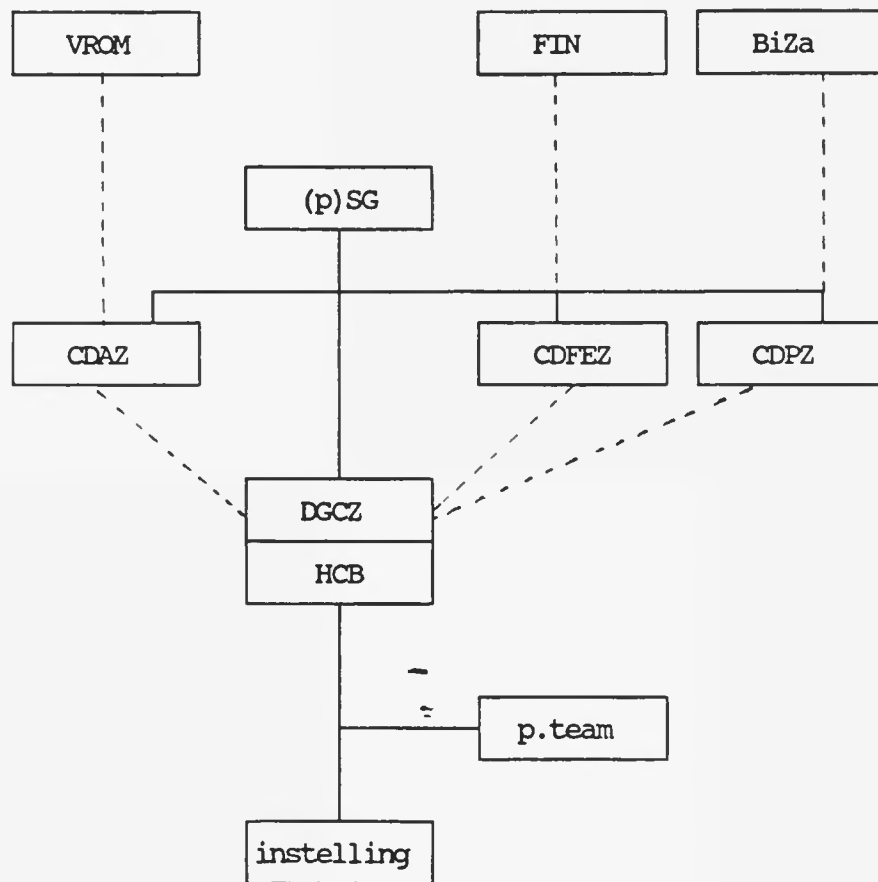 VROM
FIN
BiZa
(p)SG
CDAZ
CDFEZ
CDPZ
DGCZ
HCB
p.team
instelling